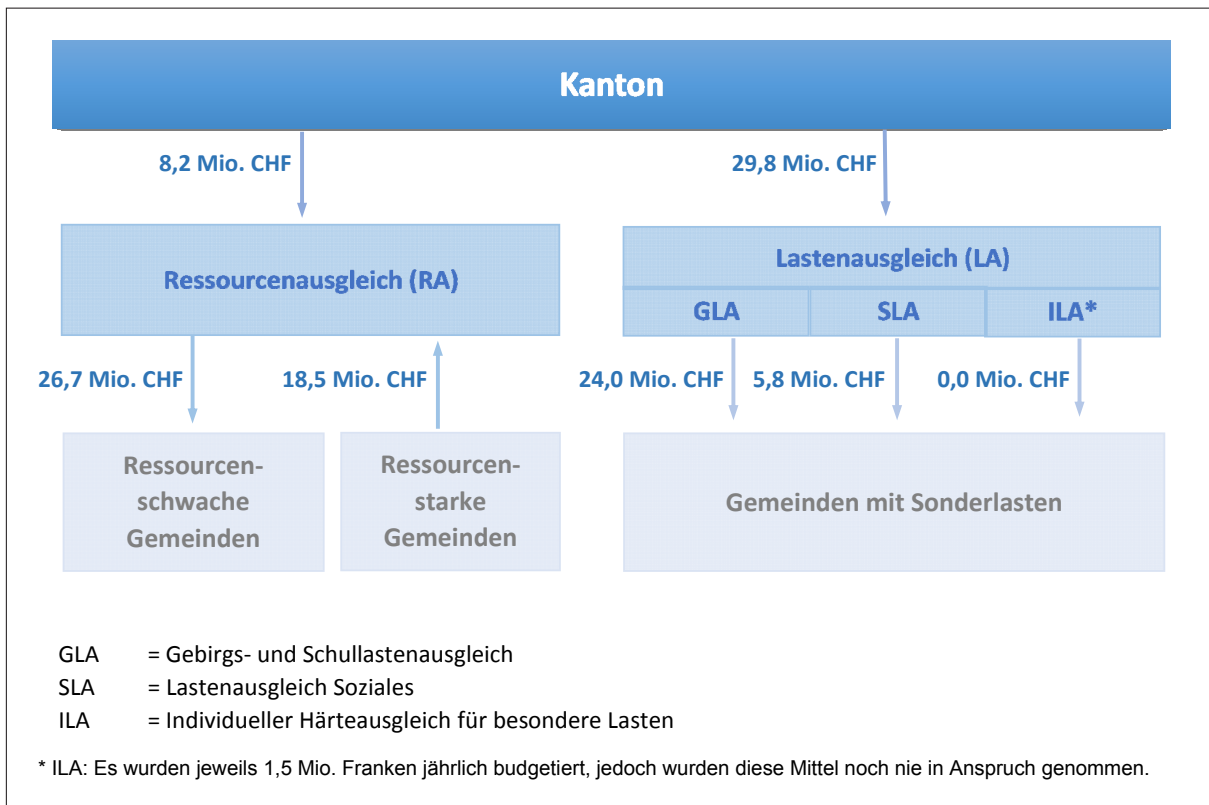 Kanton
8,2 Mio. CHF
29,8 Mio. CHF
Ressourcenausgleich (RA)
Lastenausgleich (LA)
GLA
SLA
ILA*
26,7 Mio. CHF
18,5 Mio. CHF
24,0 Mio. CHF
5,8 Mio. CHF
0,0 Mio. CHF
Ressourcen-
schwache
Gemeinden
Ressourcen-
starke
Gemeinden
Gemeinden mit Sonderlasten
GLA = Gebirgs- und Schullastenausgleich
SLA = Lastenausgleich Soziales
ILA = Individueller Härteausgleich für besondere Lasten
* ILA: Es wurden jeweils 1,5 Mio. Franken jährlich budgetiert, jedoch wurden diese Mittel noch nie in Anspruch genommen.